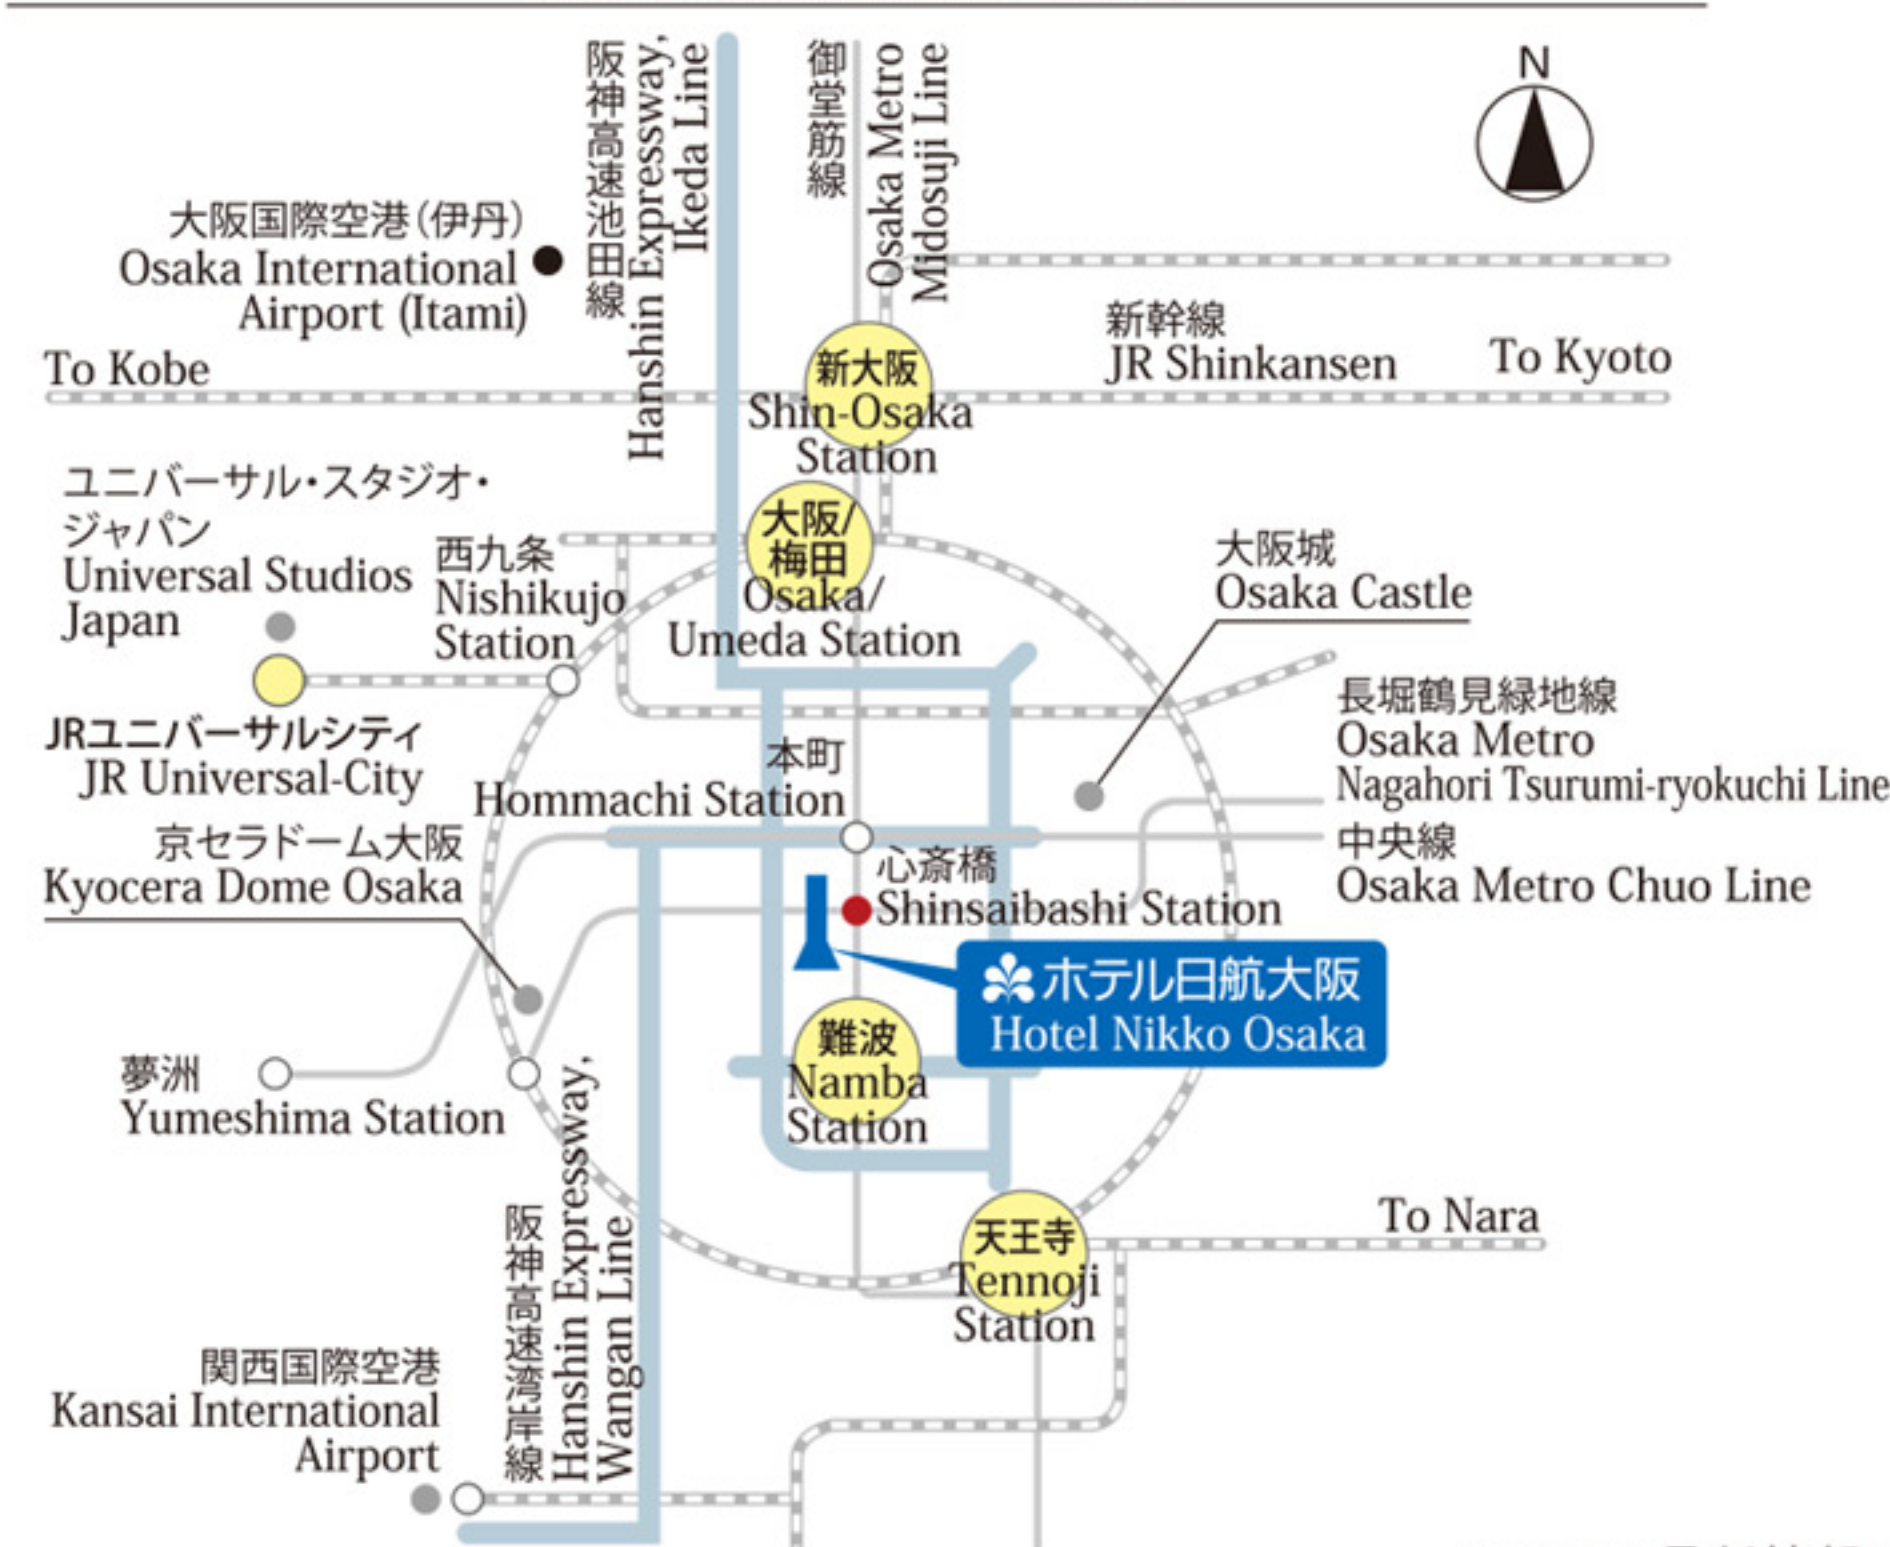 阪神高速池田線
Hanshin Expressway,
Ikeda Line
御堂筋線
Osaka Metro
Midosuji Line
N
大阪国際空港(伊丹)
Osaka International
Airport (Itami)
To Kobe
新大阪
Shin-Osaka
Station
新幹線
JR Shinkansen
To Kyoto
ユニバーサル・スタジオ・
ジャパン
Universal Studios
Japan
西九条
Nishikujo
Station
大阪/
梅田
Osaka/
Umeda Station
大阪城
Osaka Castle
JRユニバーサルシティ
JR Universal-City
本町
Hommachi Station
長堀鶴見緑地線
Osaka Metro
Nagahori Tsurumi-ryokuchi Line
中央線
Osaka Metro Chuo Line
京セラドーム大阪
Kyocera Dome Osaka
心斎橋
Shinsaibashi Station
ホテル日航大阪
Hotel Nikko Osaka
難波
Namba
Station
夢洲
Yumeshima Station
阪神高速湾岸線
Hanshin Expressway,
Wangan Line
天王寺
Tennoji
Station
To Nara
関西国際空港
Kansai International
Airport